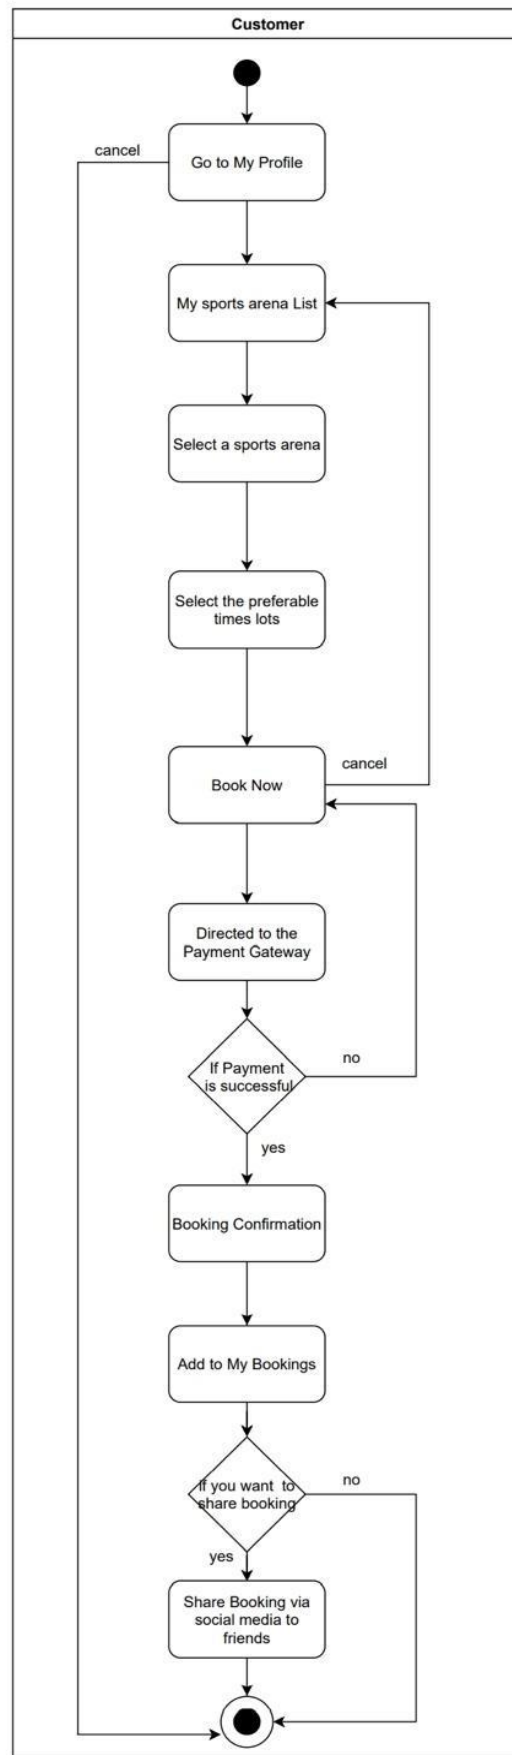 Customer
cancel
Go to My Profile
My sports arena List
Select a sports arena
Select the preferable
times lots
Book Now
cancel
Directed to the
Payment Gateway
If Payment
is successful
no
yes
Booking Confirmation
Add to My Bookings
if you want to
share booking
no
yes
Share Booking via
social media to
friends